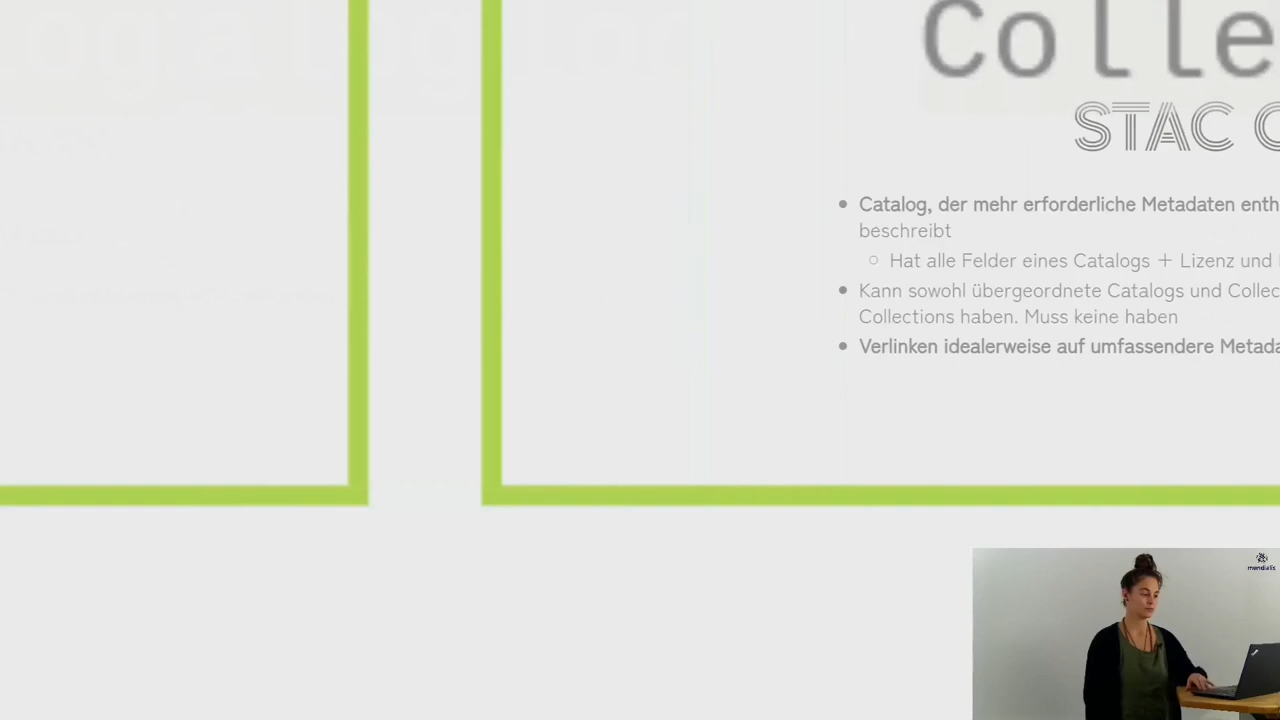 Colle
STAC
Catalog, der mehr erforderliche Metadaten enth
beschreibt
Hat alle Felder eines Catalogs + Lizenz und
Kann sowohl übergeordnete Catalogs und Collec
Collections haben. Muss keine haben
Verlinken idealerweise auf umfassendere Metada
mundialis